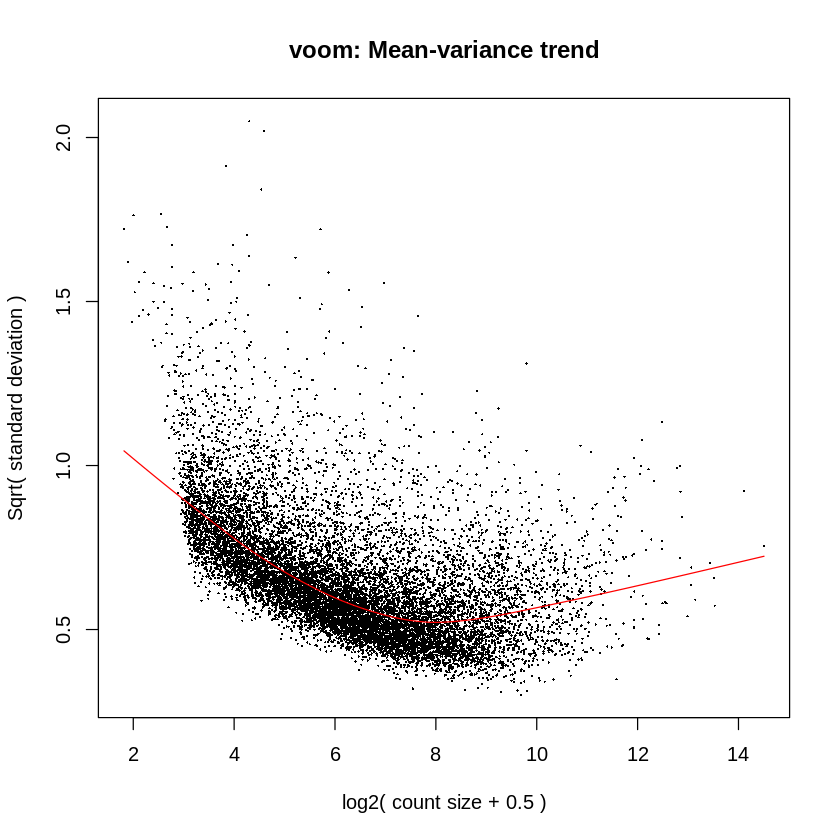 voom: Mean-variance trend
2.0
1.5
1.0
0.5
Sqrt( standard deviation )
2 4 6 8 10 12 14
log2( count size + 0.5 )